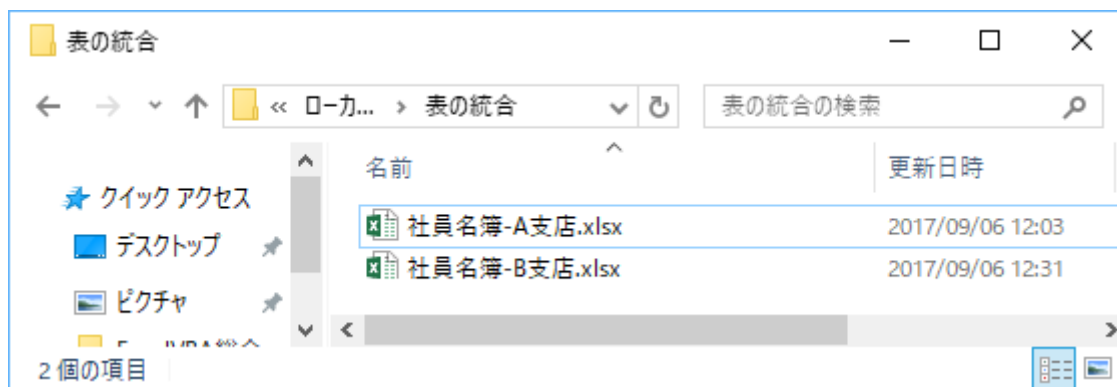 表の統合
« ローカ... › 表の統合
表の統合の検索
名前
更新日時
クイック アクセス
デスクトップ
ピクチャ
社員名簿-A支店.xlsx
2017/09/06 12:03
社員名簿-B支店.xlsx
2017/09/06 12:31
2 個の項目